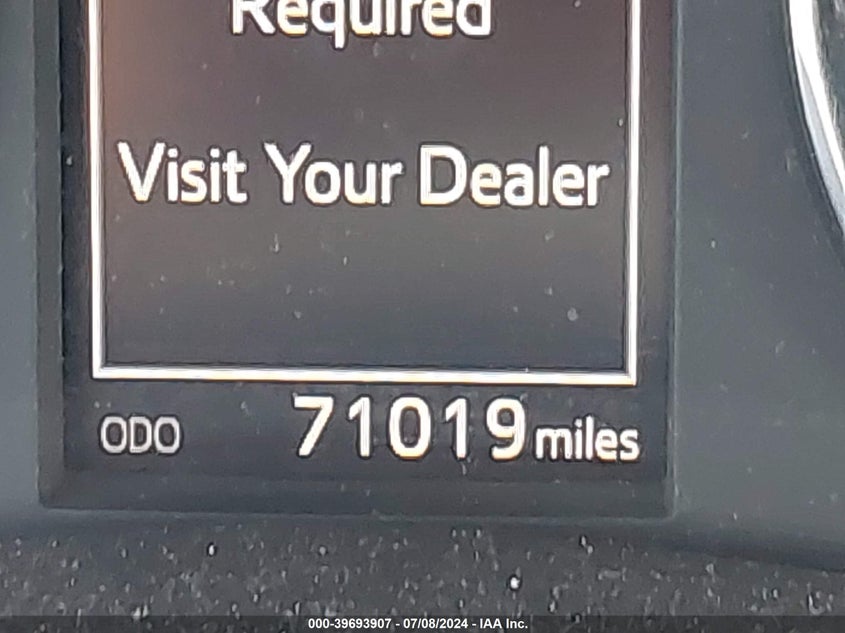 Required
Visit Your Dealer
ODO 71019 miles
000-39693907 - 07/08/2024 - IAA Inc.